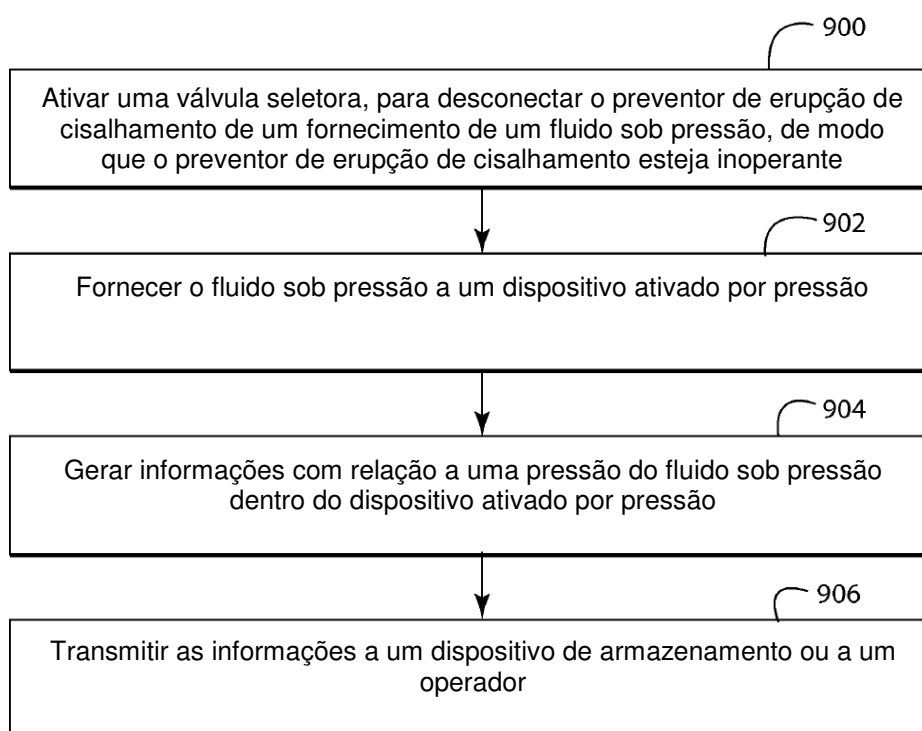 900
Ativar uma válvula seletora, para desconectar o preventor de erupção de
cisalhamento de um fornecimento de um fluido sob pressão, de modo
que o preventor de erupção de cisalhamento esteja inoperante
902
Fornecer o fluido sob pressão a um dispositivo ativado por pressão
904
Gerar informações com relação a uma pressão do fluido sob pressão
dentro do dispositivo ativado por pressão
906
Transmitir as informações a um dispositivo de armazenamento ou a um
operador